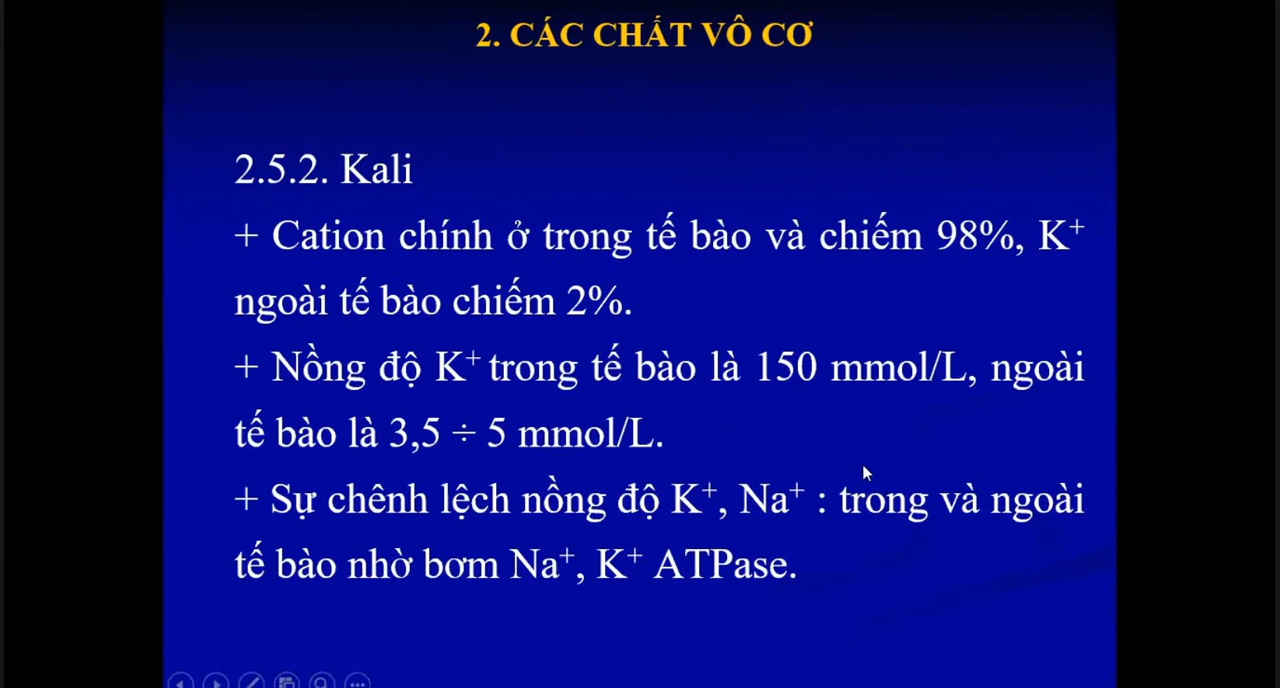 2. CÁC CHẤT VÔ CƠ
2.5.2. Kali
+ Cation chính ở trong tế bào và chiếm 98%, K⁺
ngoài tế bào chiếm 2%.
+ Nồng độ K⁺ trong tế bào là 150 mmol/L, ngoài
tế bào là 3,5 ÷ 5 mmol/L.
+ Sự chênh lệch nồng độ K⁺, Na⁺ : trong và ngoài
tế bào nhờ bơm Na⁺, K⁺ ATPase.